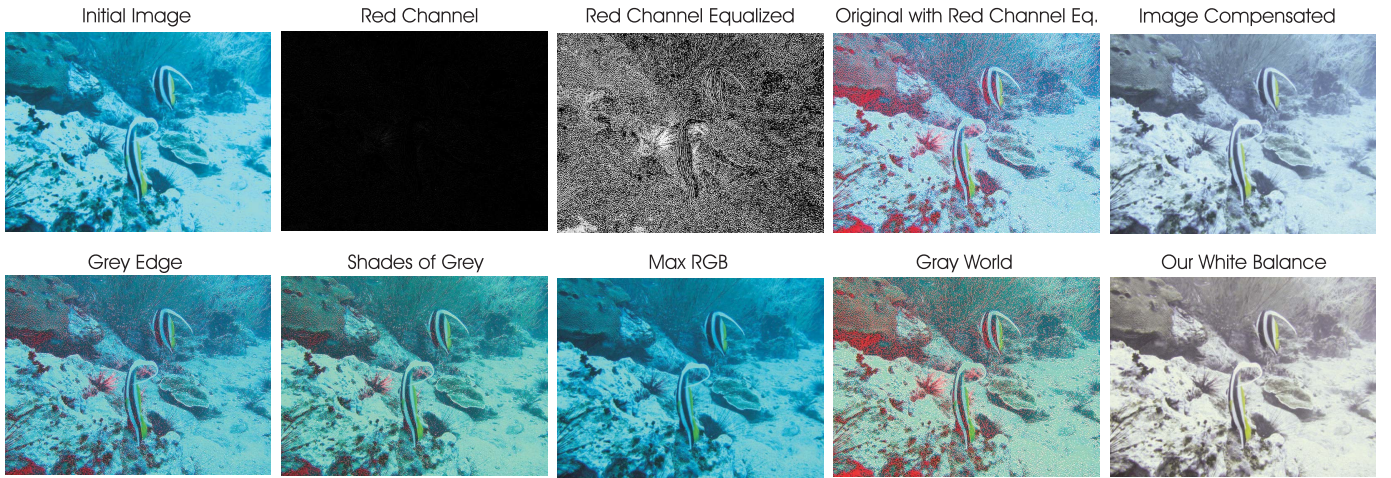 Initial Image
Red Channel
Red Channel Equalized
Original with Red Channel Eq.
Image Compensated
Grey Edge
Shades of Grey
Max RGB
Gray World
Our White Balance